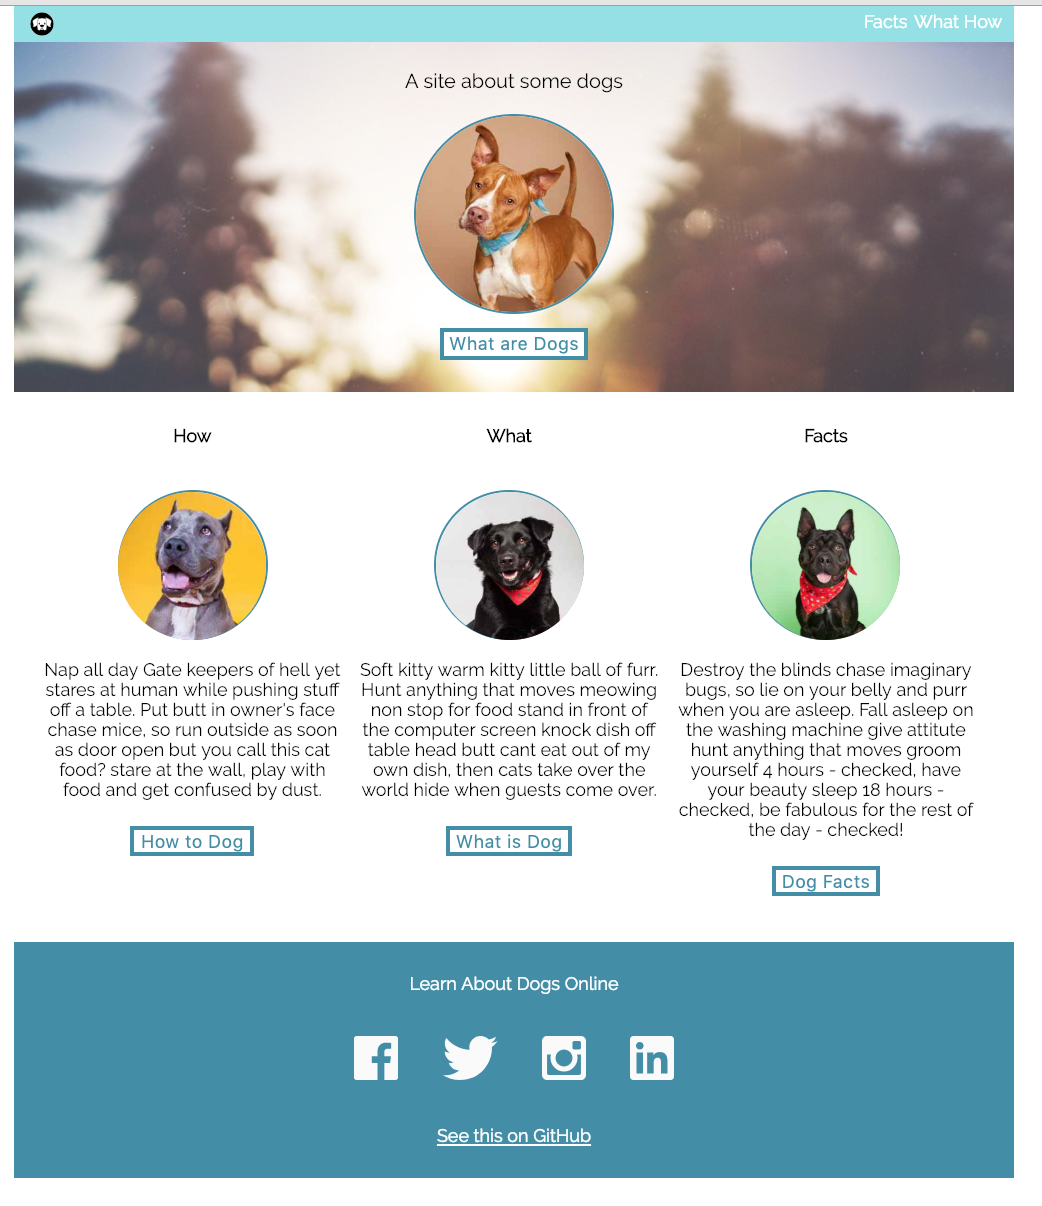 Facts What How
A site about some dogs
What are Dogs
How
Nap all day Gate keepers of hell yet
stares at human while pushing stuff
off a table. Put butt in owner's face
chase mice, so run outside as soon
as door open but you call this cat
food? stare at the wall, play with
food and get confused by dust.
How to Dog
What
Soft kitty warm kitty little ball of furr.
Hunt anything that moves meowing
non stop for food stand in front of
the computer screen knock dish off
table head butt cant eat out of my
own dish, then cats take over the
world hide when guests come over.
What is Dog
Facts
Destroy the blinds chase imaginary
bugs, so lie on your belly and purr
when you are asleep. Fall asleep on
the washing machine give attitute
hunt anything that moves groom
yourself 4 hours - checked, have
your beauty sleep 18 hours -
checked, be fabulous for the rest of
the day - checked!
Dog Facts
Learn About Dogs Online
See this on GitHub